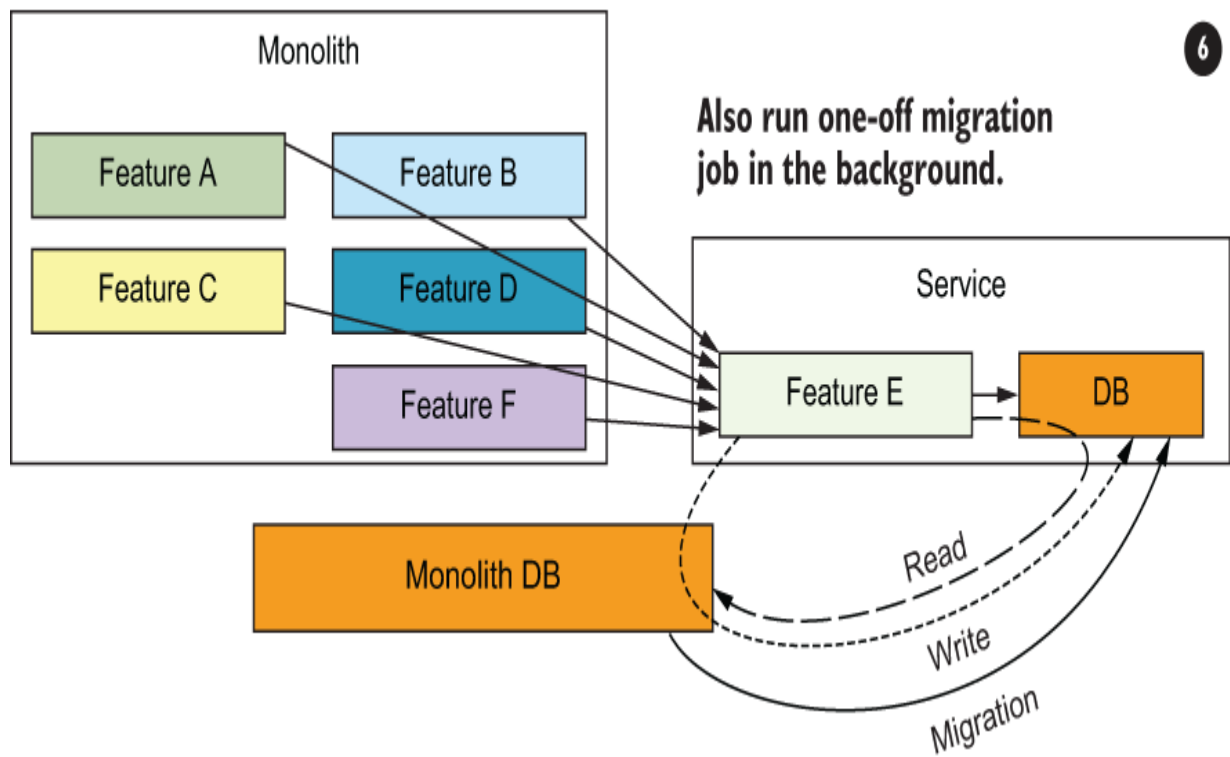 Monolith
6
Also run one-off migration
job in the background.
Feature A
Feature B
Feature C
Feature D
Service
Feature F
Feature E
DB
Monolith DB
Read
Write
Migration